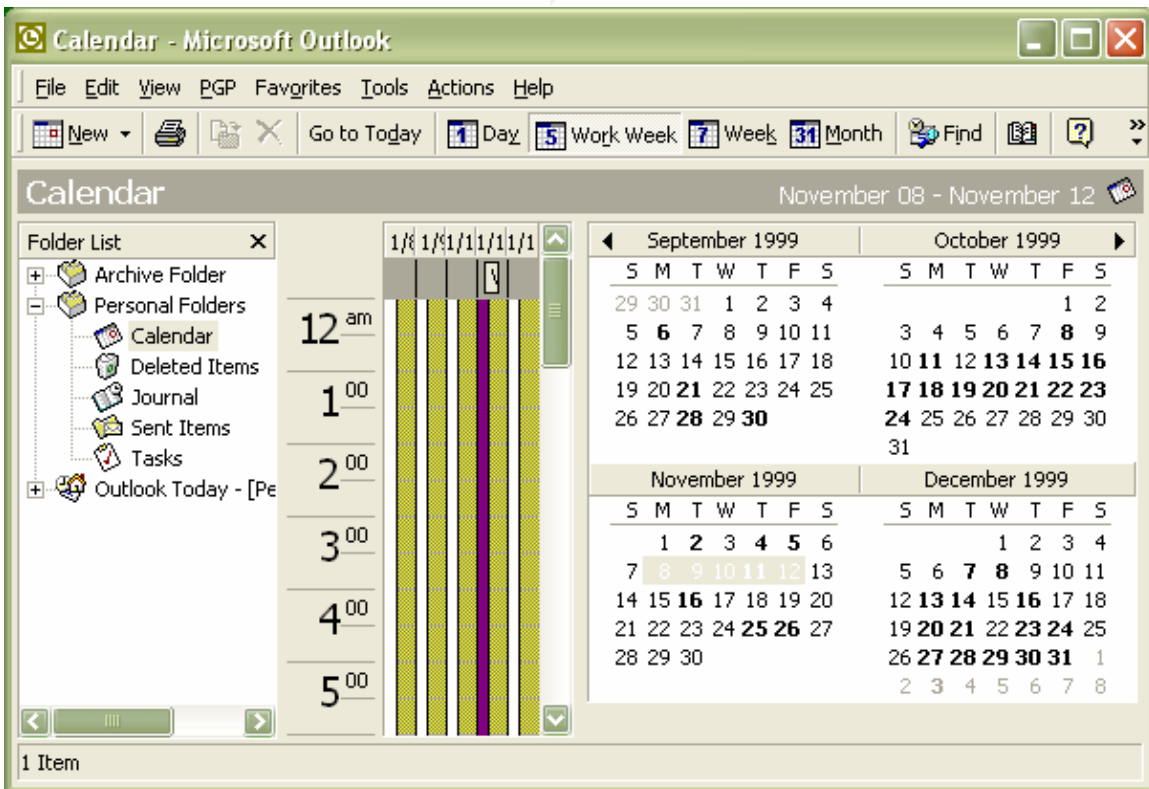 Calendar - Microsoft Outlook
File Edit View PGP Favorites Tools Actions Help
New Go to Today 1 Day 5 Work Week 7 Week 31 Month Find
Calendar November 08 - November 12
Folder List
Archive Folder
Personal Folders
Calendar
Deleted Items
Journal
Sent Items
Tasks
Outlook Today - [Pe
12 am
1 00
2 00
3 00
4 00
5 00
September 1999
S M T W T F S
29 30 31 1 2 3 4
5 6 7 8 9 10 11
12 13 14 15 16 17 18
19 20 21 22 23 24 25
26 27 28 29 30
October 1999
S M T W T F S
1 2
3 4 5 6 7 8 9
10 11 12 13 14 15 16
17 18 19 20 21 22 23
24 25 26 27 28 29 30
31
November 1999
S M T W T F S
1 2 3 4 5 6
7 8 9 10 11 12 13
14 15 16 17 18 19 20
21 22 23 24 25 26 27
28 29 30
December 1999
S M T W T F S
1 2 3 4
5 6 7 8 9 10 11
12 13 14 15 16 17 18
19 20 21 22 23 24 25
26 27 28 29 30 31 1
2 3 4 5 6 7 8
1 Item